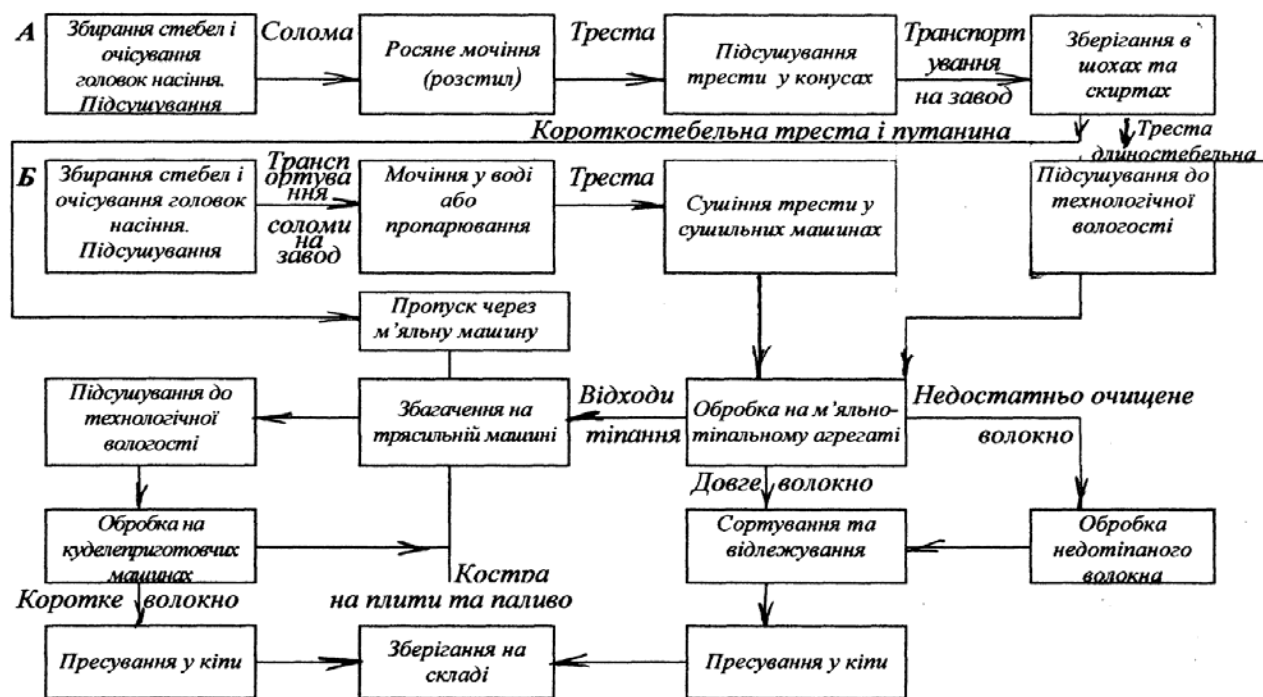 А
Збирання стебел і
очісування
головок насіння.
Підсушування
Солома
Росяне мочіння
(розстил)
Треста
Підсушування
трести у конусах
Транспорт
ування
на завод
Зберігання в
шохах та
скиртах
Короткостебельна треста і путанина
Треста
длиностебельна
Б
Збирання стебел і
очісування головок
насіння.
Підсушування
Трансп
ортува
ння
соломи
на
завод
Мочіння у воді
або
пропарювання
Треста
Сушіння трести у
сушильних машинах
Підсушування до
технологічної
вологості
Пропуск через
м’яльну машину
Підсушування до
технологічної
вологості
Збагачення на
трясильній машині
Відходи
тіпання
Обробка на м’яльно-
тіпальному агрегаті
Недостатньо очищене
волокно
Довге волокно
Обробка на
куделеприготовчих
машинах
Сортування та
відлежування
Обробка
недотіпаного
волокна
Коротке волокно
Костра
на плити та паливо
Пресування у кіпи
Зберігання на
складі
Пресування у кіпи